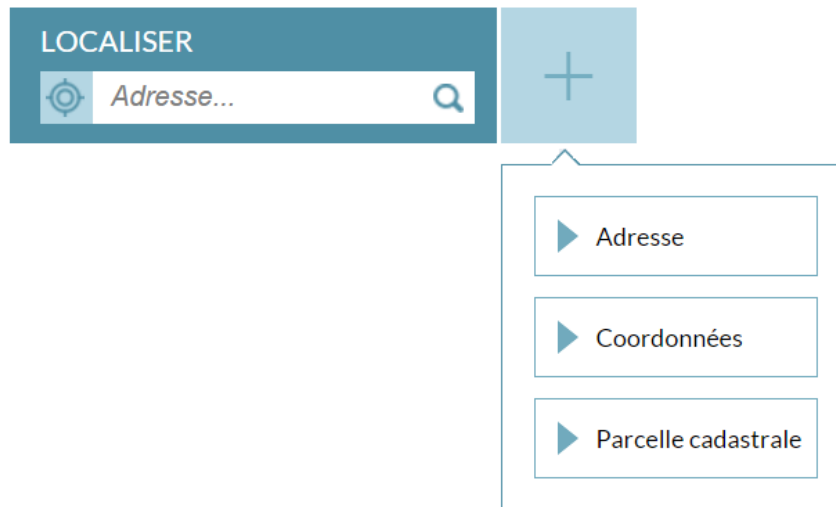 LOCALISER
Adresse...
Adresse
Coordonnées
Parcelle cadastrale